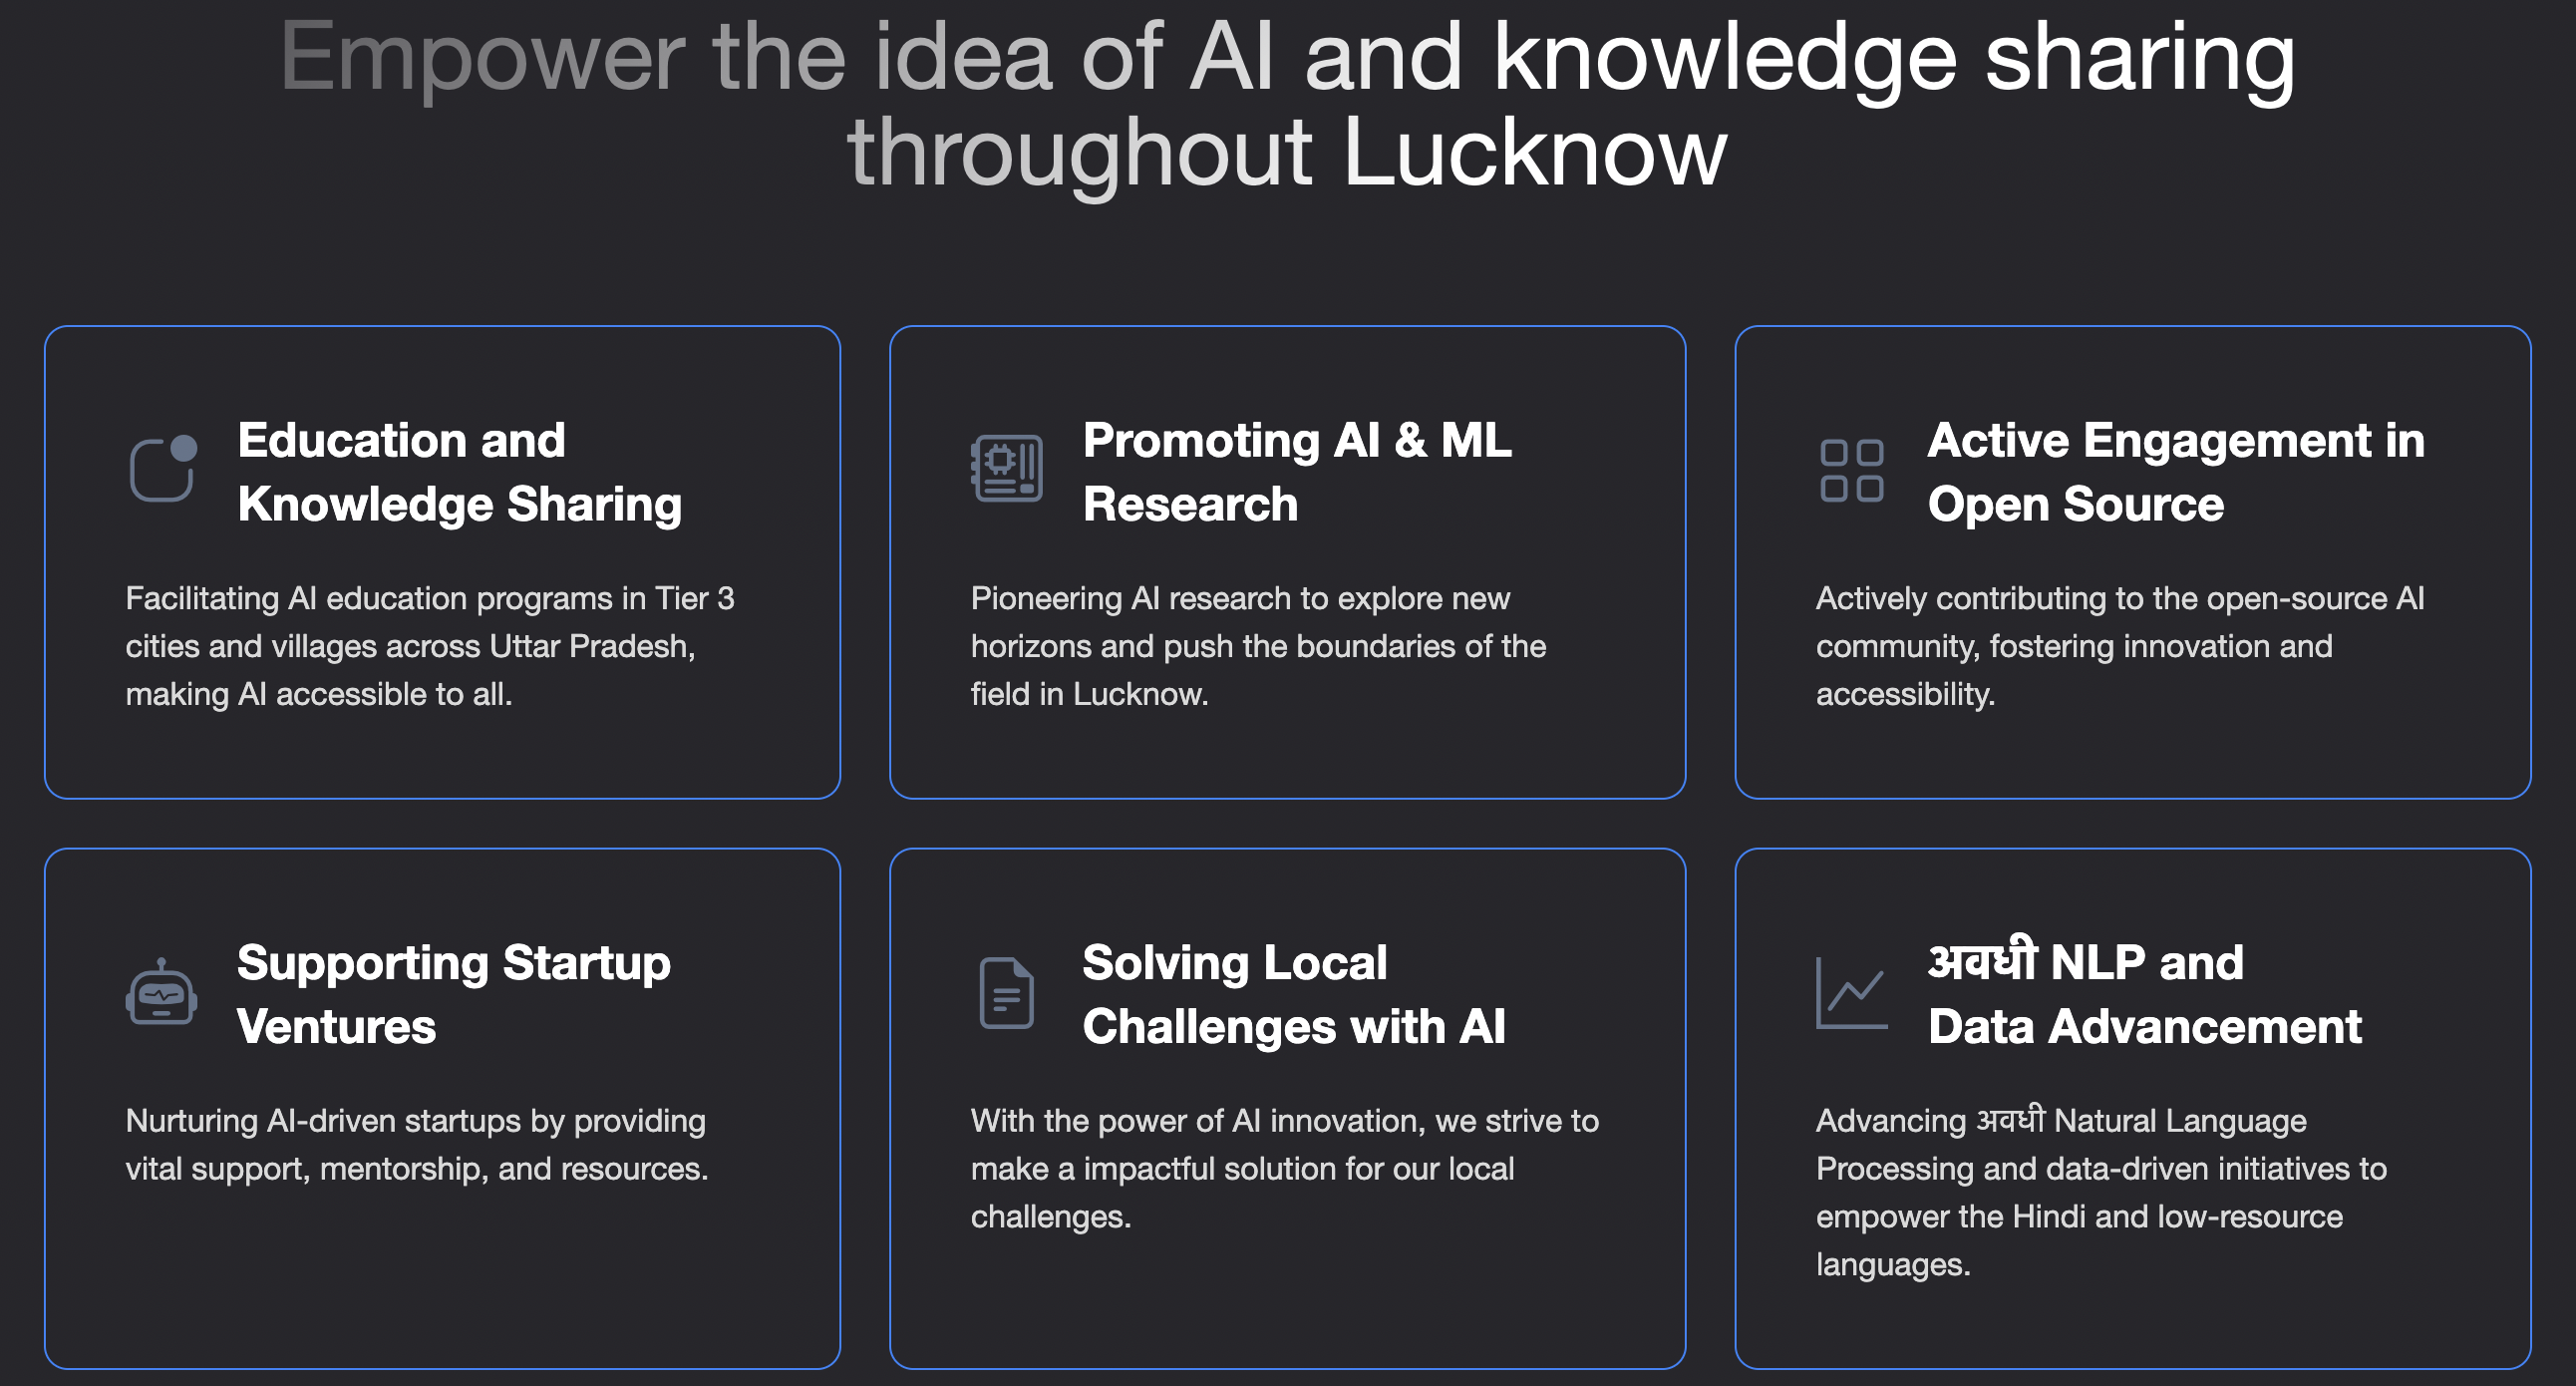 Empower the idea of AI and knowledge sharing
throughout Lucknow
Education and
Knowledge Sharing
Facilitating AI education programs in Tier 3
cities and villages across Uttar Pradesh,
making AI accessible to all.
Promoting AI & ML
Research
Pioneering AI research to explore new
horizons and push the boundaries of the
field in Lucknow.
Active Engagement in
Open Source
Actively contributing to the open-source AI
community, fostering innovation and
accessibility.
Supporting Startup
Ventures
Nurturing AI-driven startups by providing
vital support, mentorship, and resources.
Solving Local
Challenges with AI
With the power of AI innovation, we strive to
make a impactful solution for our local
challenges.
अवधी NLP and
Data Advancement
Advancing अवधी Natural Language
Processing and data-driven initiatives to
empower the Hindi and low-resource
languages.